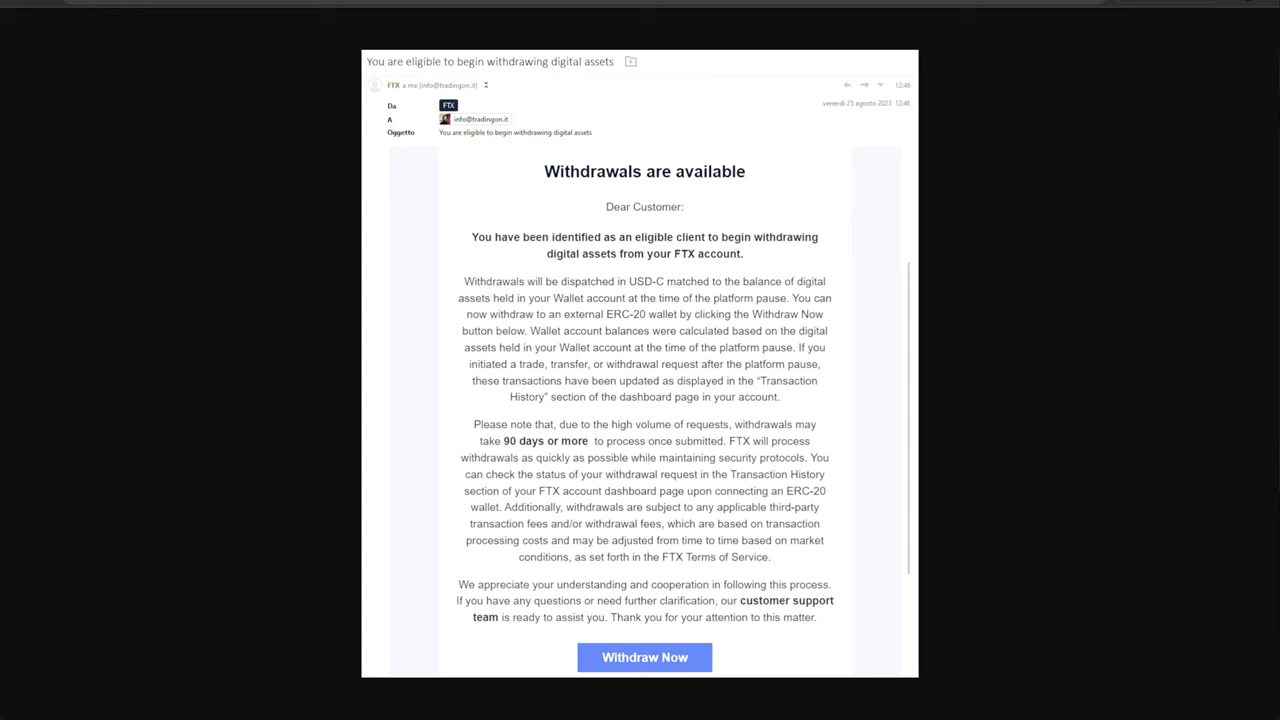 You are eligible to begin withdrawing digital assets
FTX a me (info@tradingon.it)
12:46
venerdì 25 agosto 2023 12:46
Da FTX
A info@tradingon.it
Oggetto You are eligible to begin withdrawing digital assets
Withdrawals are available
Dear Customer:
You have been identified as an eligible client to begin withdrawing
digital assets from your FTX account.
Withdrawals will be dispatched in USD-C matched to the balance of digital
assets held in your Wallet account at the time of the platform pause. You can
now withdraw to an external ERC-20 wallet by clicking the Withdraw Now
button below. Wallet account balances were calculated based on the digital
assets held in your Wallet account at the time of the platform pause. If you
initiated a trade, transfer, or withdrawal request after the platform pause,
these transactions have been updated as displayed in the “Transaction
History” section of the dashboard page in your account.
Please note that, due to the high volume of requests, withdrawals may
take 90 days or more to process once submitted. FTX will process
withdrawals as quickly as possible while maintaining security protocols. You
can check the status of your withdrawal request in the Transaction History
section of your FTX account dashboard page upon connecting an ERC-20
wallet. Additionally, withdrawals are subject to any applicable third-party
transaction fees and/or withdrawal fees, which are based on transaction
processing costs and may be adjusted from time to time based on market
conditions, as set forth in the FTX Terms of Service.
We appreciate your understanding and cooperation in following this process.
If you have any questions or need further clarification, our customer support
team is ready to assist you. Thank you for your attention to this matter.
Withdraw Now